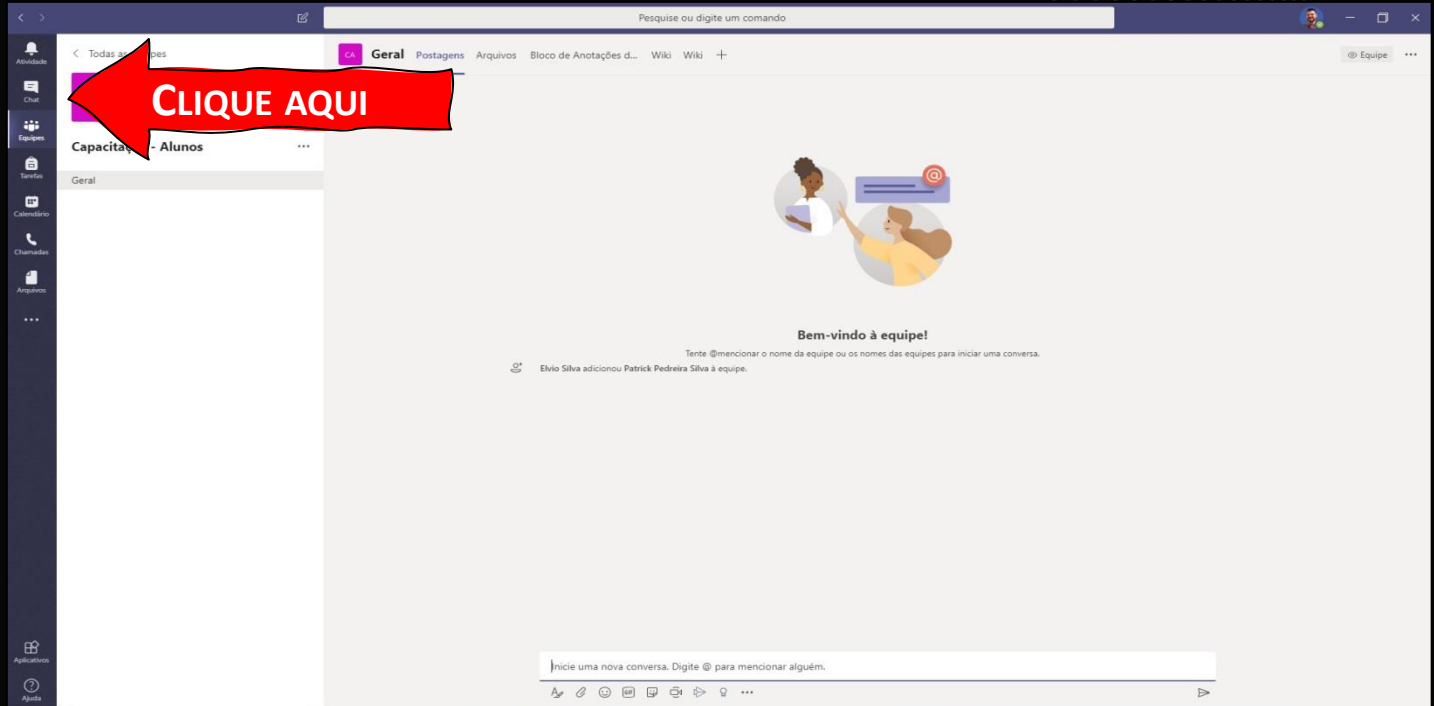 Pesquise ou digite um comando
Atividade
Chat
Equipes
Tarefas
Calendário
Chamadas
Arquivos
Aplicativos
Ajuda
< Todas as pes
CLIQUE AQUI
Capacitaç - Alunos
Geral
CA Geral Postagens Arquivos Bloco de Anotações d... Wiki Wiki +
Equipe
@
Bem-vindo à equipe!
Tente @mencionar o nome da equipe ou os nomes das equipes para iniciar uma conversa.
Elvio Silva adicionou Patrick Pedreira Silva à equipe.
Inicie uma nova conversa. Digite @ para mencionar alguém.
GIF